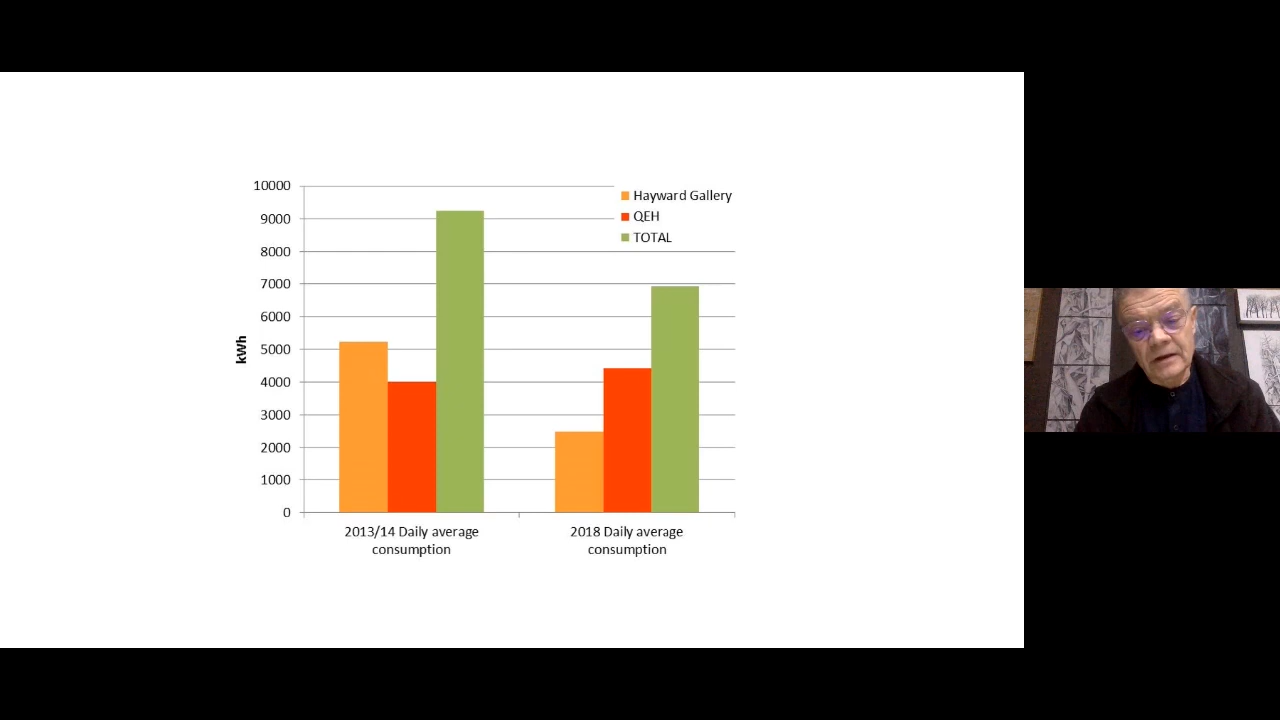 10000
9000
8000
7000
6000
5000
4000
3000
2000
1000
0
kWh
Hayward Gallery
QEH
TOTAL
2013/14 Daily average
consumption
2018 Daily average
consumption